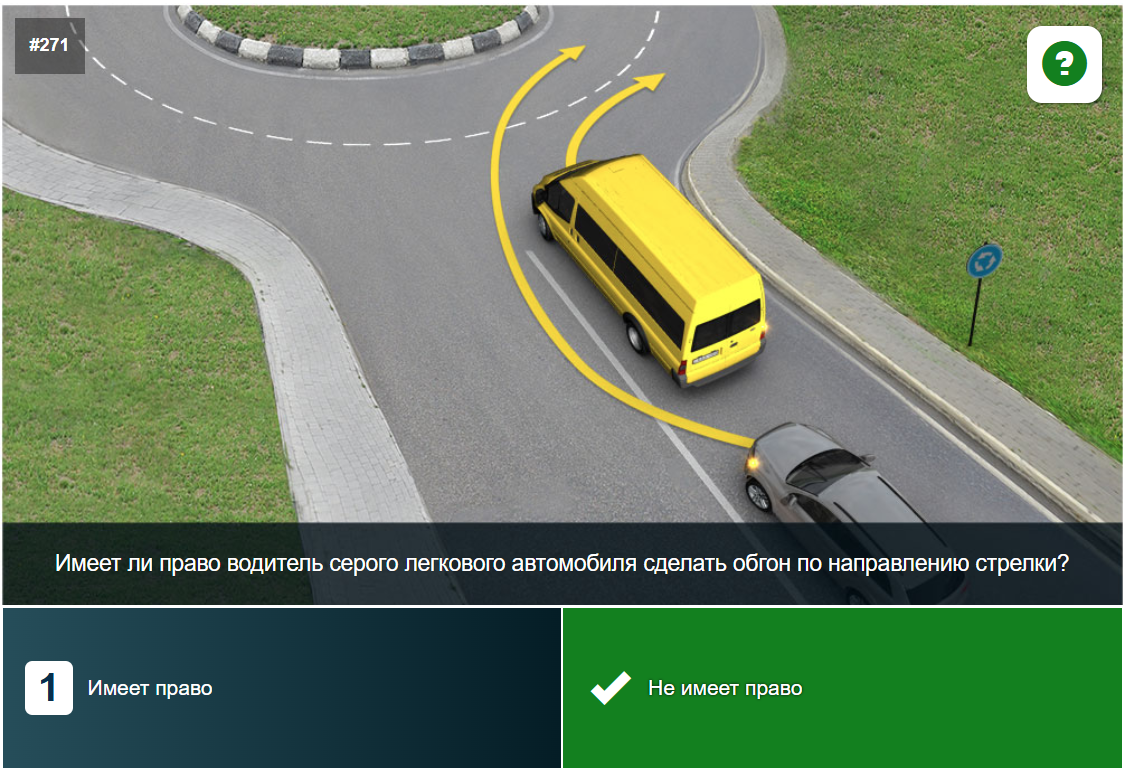 #271
?
Имеет ли право водитель серого легкового автомобиля сделать обгон по направлению стрелки?
1 Имеет право
Не имеет право